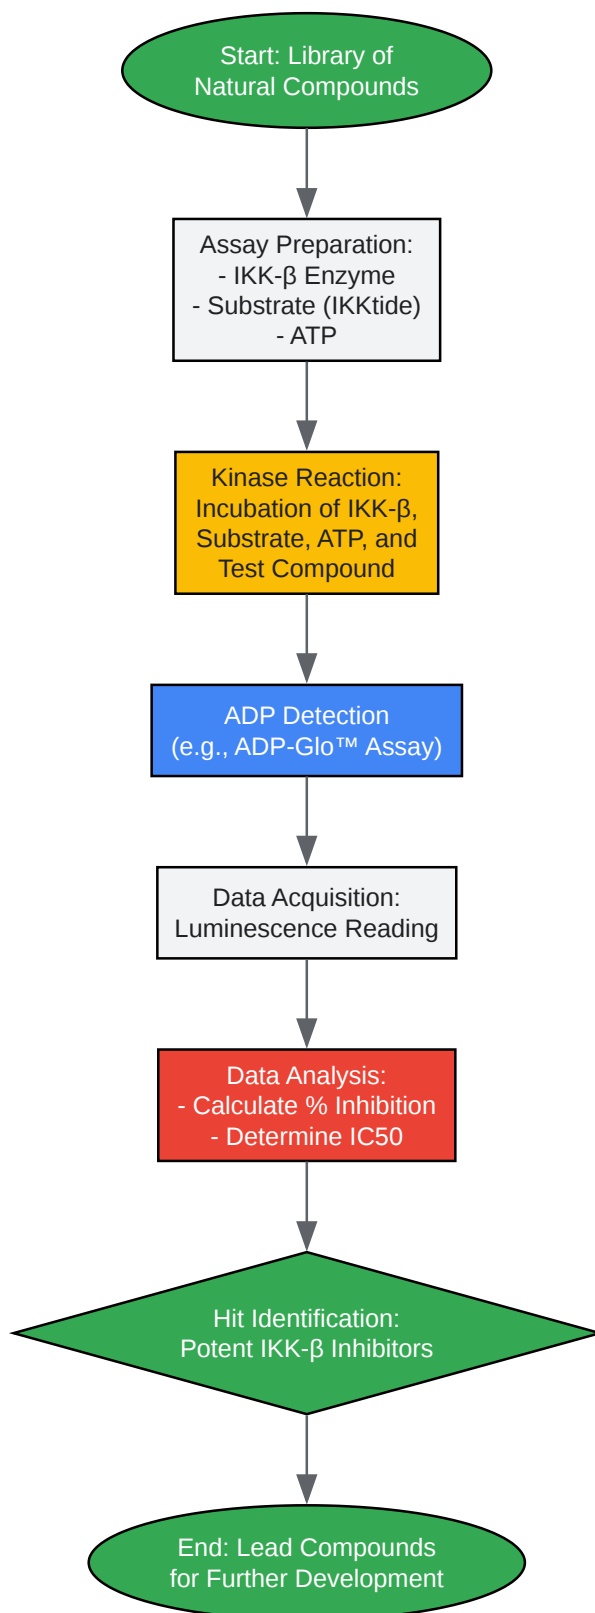 Start: Library of
Natural Compounds
Assay Preparation:
- IKK-β Enzyme
- Substrate (IKKtide)
- ATP
Kinase Reaction:
Incubation of IKK-β,
Substrate, ATP, and
Test Compound
ADP Detection
(e.g., ADP-Glo™ Assay)
Data Acquisition:
Luminescence Reading
Data Analysis:
- Calculate % Inhibition
- Determine IC50
Hit Identification:
Potent IKK-β Inhibitors
End: Lead Compounds
for Further Development